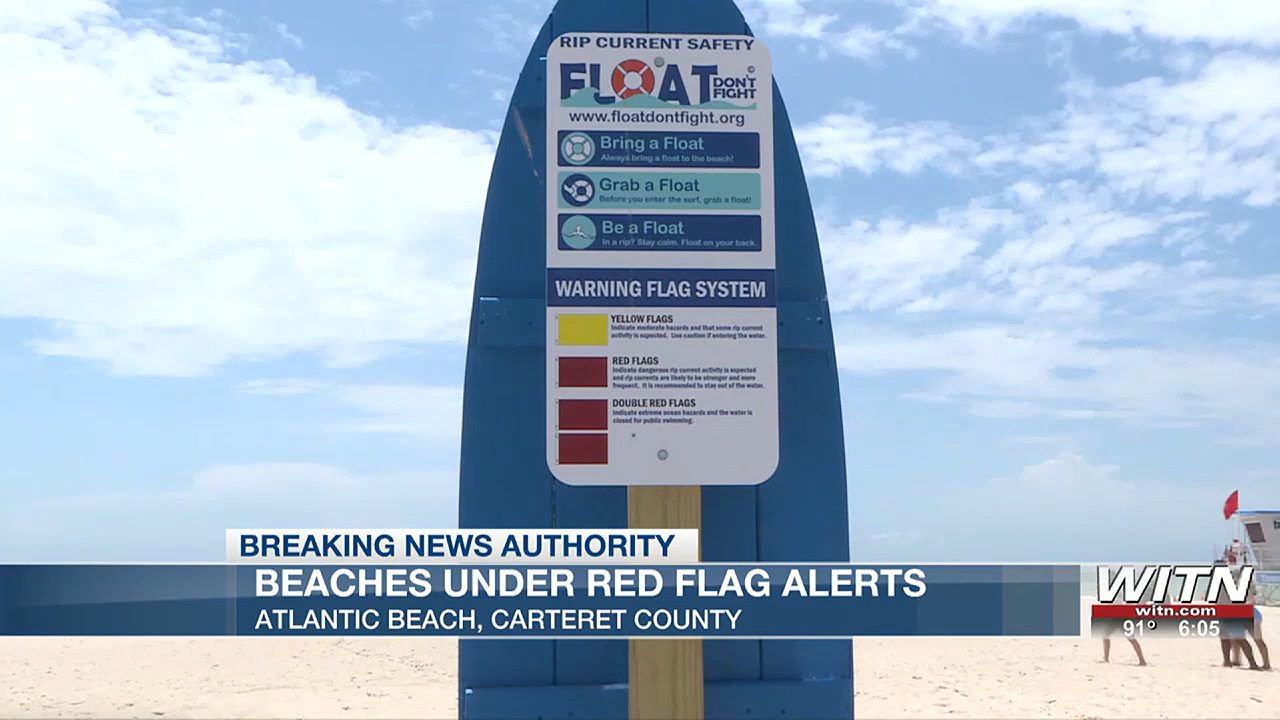 RIP CURRENT SAFETY
FLOAT DON'T FIGHT ©
www.floatdontfight.org
Bring a Float
Always bring a float to the beach!
Grab a Float
Before you enter the surf, grab a float!
Be a Float
In a rip? Stay calm. Float on your back.
WARNING FLAG SYSTEM
YELLOW FLAGS
Indicate moderate hazards and that some rip current
activity is expected. Use caution if entering the water.
RED FLAGS
Indicate dangerous rip current activity is expected
and rip currents are likely to be stronger and more
frequent. It is recommended to stay out of the water.
DOUBLE RED FLAGS
Indicate extreme ocean hazards and the water is
closed for public swimming.
BREAKING NEWS AUTHORITY
BEACHES UNDER RED FLAG ALERTS
ATLANTIC BEACH, CARTERET COUNTY
WITN
witn.com
91° 6:05